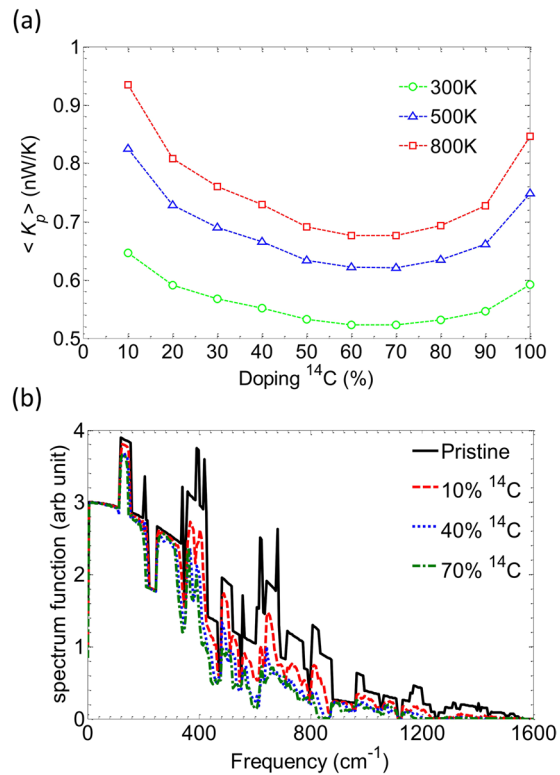 (a)
1
0.9
0.8
0.7
0.6
0.5
< Kp > (nW/K)
300K
500K
800K
0 10 20 30 40 50 60 70 80 90 100
Doping ¹⁴C (%)
(b)
4
3
2
1
0
spectrum function (arb unit)
Pristine
10% ¹⁴C
40% ¹⁴C
70% ¹⁴C
0 400 800 1200 1600
Frequency (cm⁻¹)